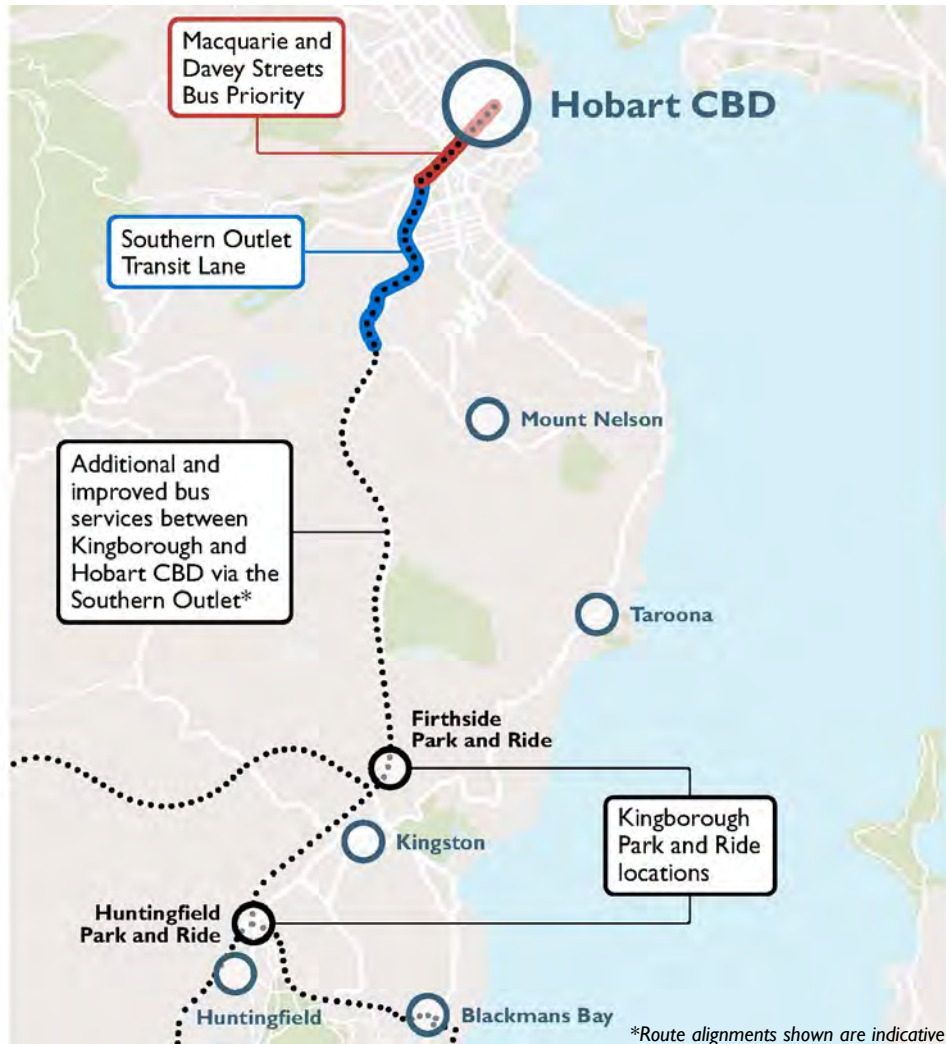 Macquarie and
Davey Streets
Bus Priority
Hobart CBD
Southern Outlet
Transit Lane
Mount Nelson
Additional and
improved bus
services between
Kingborough and
Hobart CBD via the
Southern Outlet*
Taroona
Firthside
Park and Ride
Kingborough
Park and Ride
locations
Kingston
Huntingfield
Park and Ride
Huntingfield
Blackmans Bay
*Route alignments shown are indicative